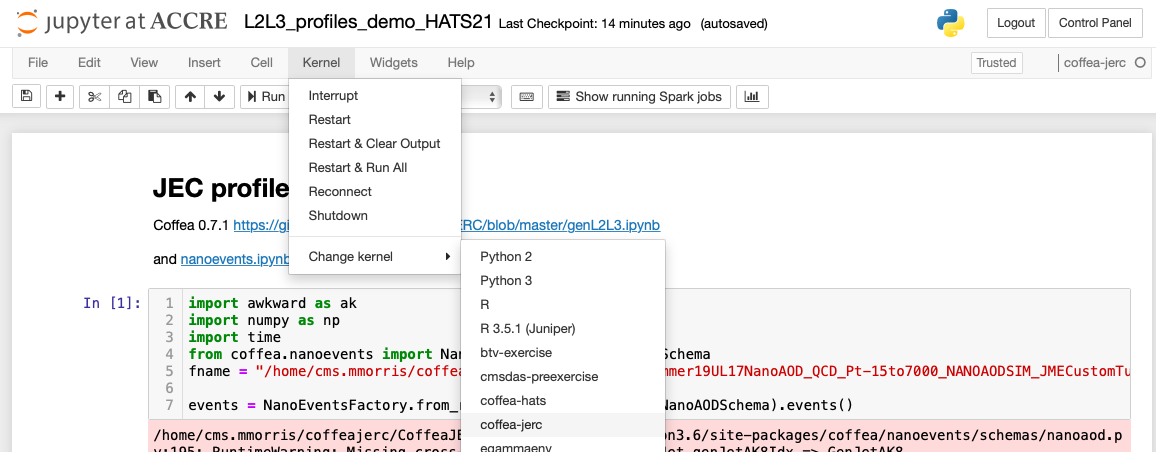 jupyter at ACCRE L2L3_profiles_demo_HATS21 Last Checkpoint: 14 minutes ago (autosaved) Logout Control Panel
File Edit View Insert Cell Kernel Widgets Help Trusted coffea-jerc
Run Show running Spark jobs
Interrupt
Restart
Restart & Clear Output
Restart & Run All
Reconnect
Shutdown
Change kernel
Python 2
Python 3
R
R 3.5.1 (Juniper)
btv-exercise
cmsdas-preexercise
coffea-hats
coffea-jerc
egammaenv
JEC profile
Coffea 0.7.1 https://gi ERC/blob/master/genL2L3.ipynb
and nanoevents.ipynb
In [1]:
1 import awkward as ak
2 import numpy as np
3 import time
4 from coffea.nanoevents import Nan Schema
5 fname = "/home/cms.mmorris/coffea mmer19UL17NanoAOD_QCD_Pt-15to7000_NANOAODSIM_JMECustomTu
6
7 events = NanoEventsFactory.from_ NanoAODSchema).events()
/home/cms.mmorris/coffeajerc/CoffeaJE on3.6/site-packages/coffea/nanoevents/schemas/nanoaod.p
y:195: RuntimeWarning: Missing cross et_genJetAK8Idx => GenJetAK8